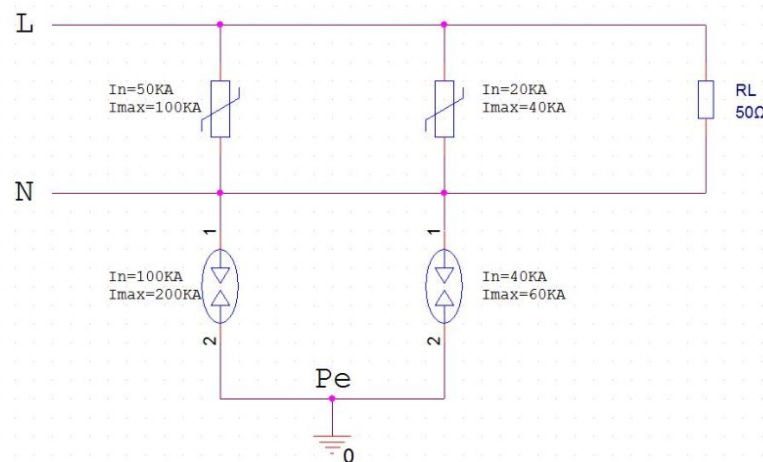 L
In=50KA
Imax=100KA
In=20KA
Imax=40KA
RL
50Ω
N
1
1
In=100KA
Imax=200KA
In=40KA
Imax=60KA
2
2
Pe
0